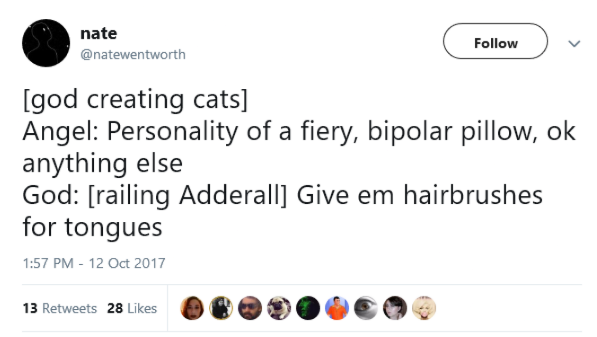 nate
@natewentworth
Follow
[god creating cats]
Angel: Personality of a fiery, bipolar pillow, ok
anything else
God: [railing Adderall] Give em hairbrushes
for tongues
1:57 PM - 12 Oct 2017
13 Retweets 28 Likes